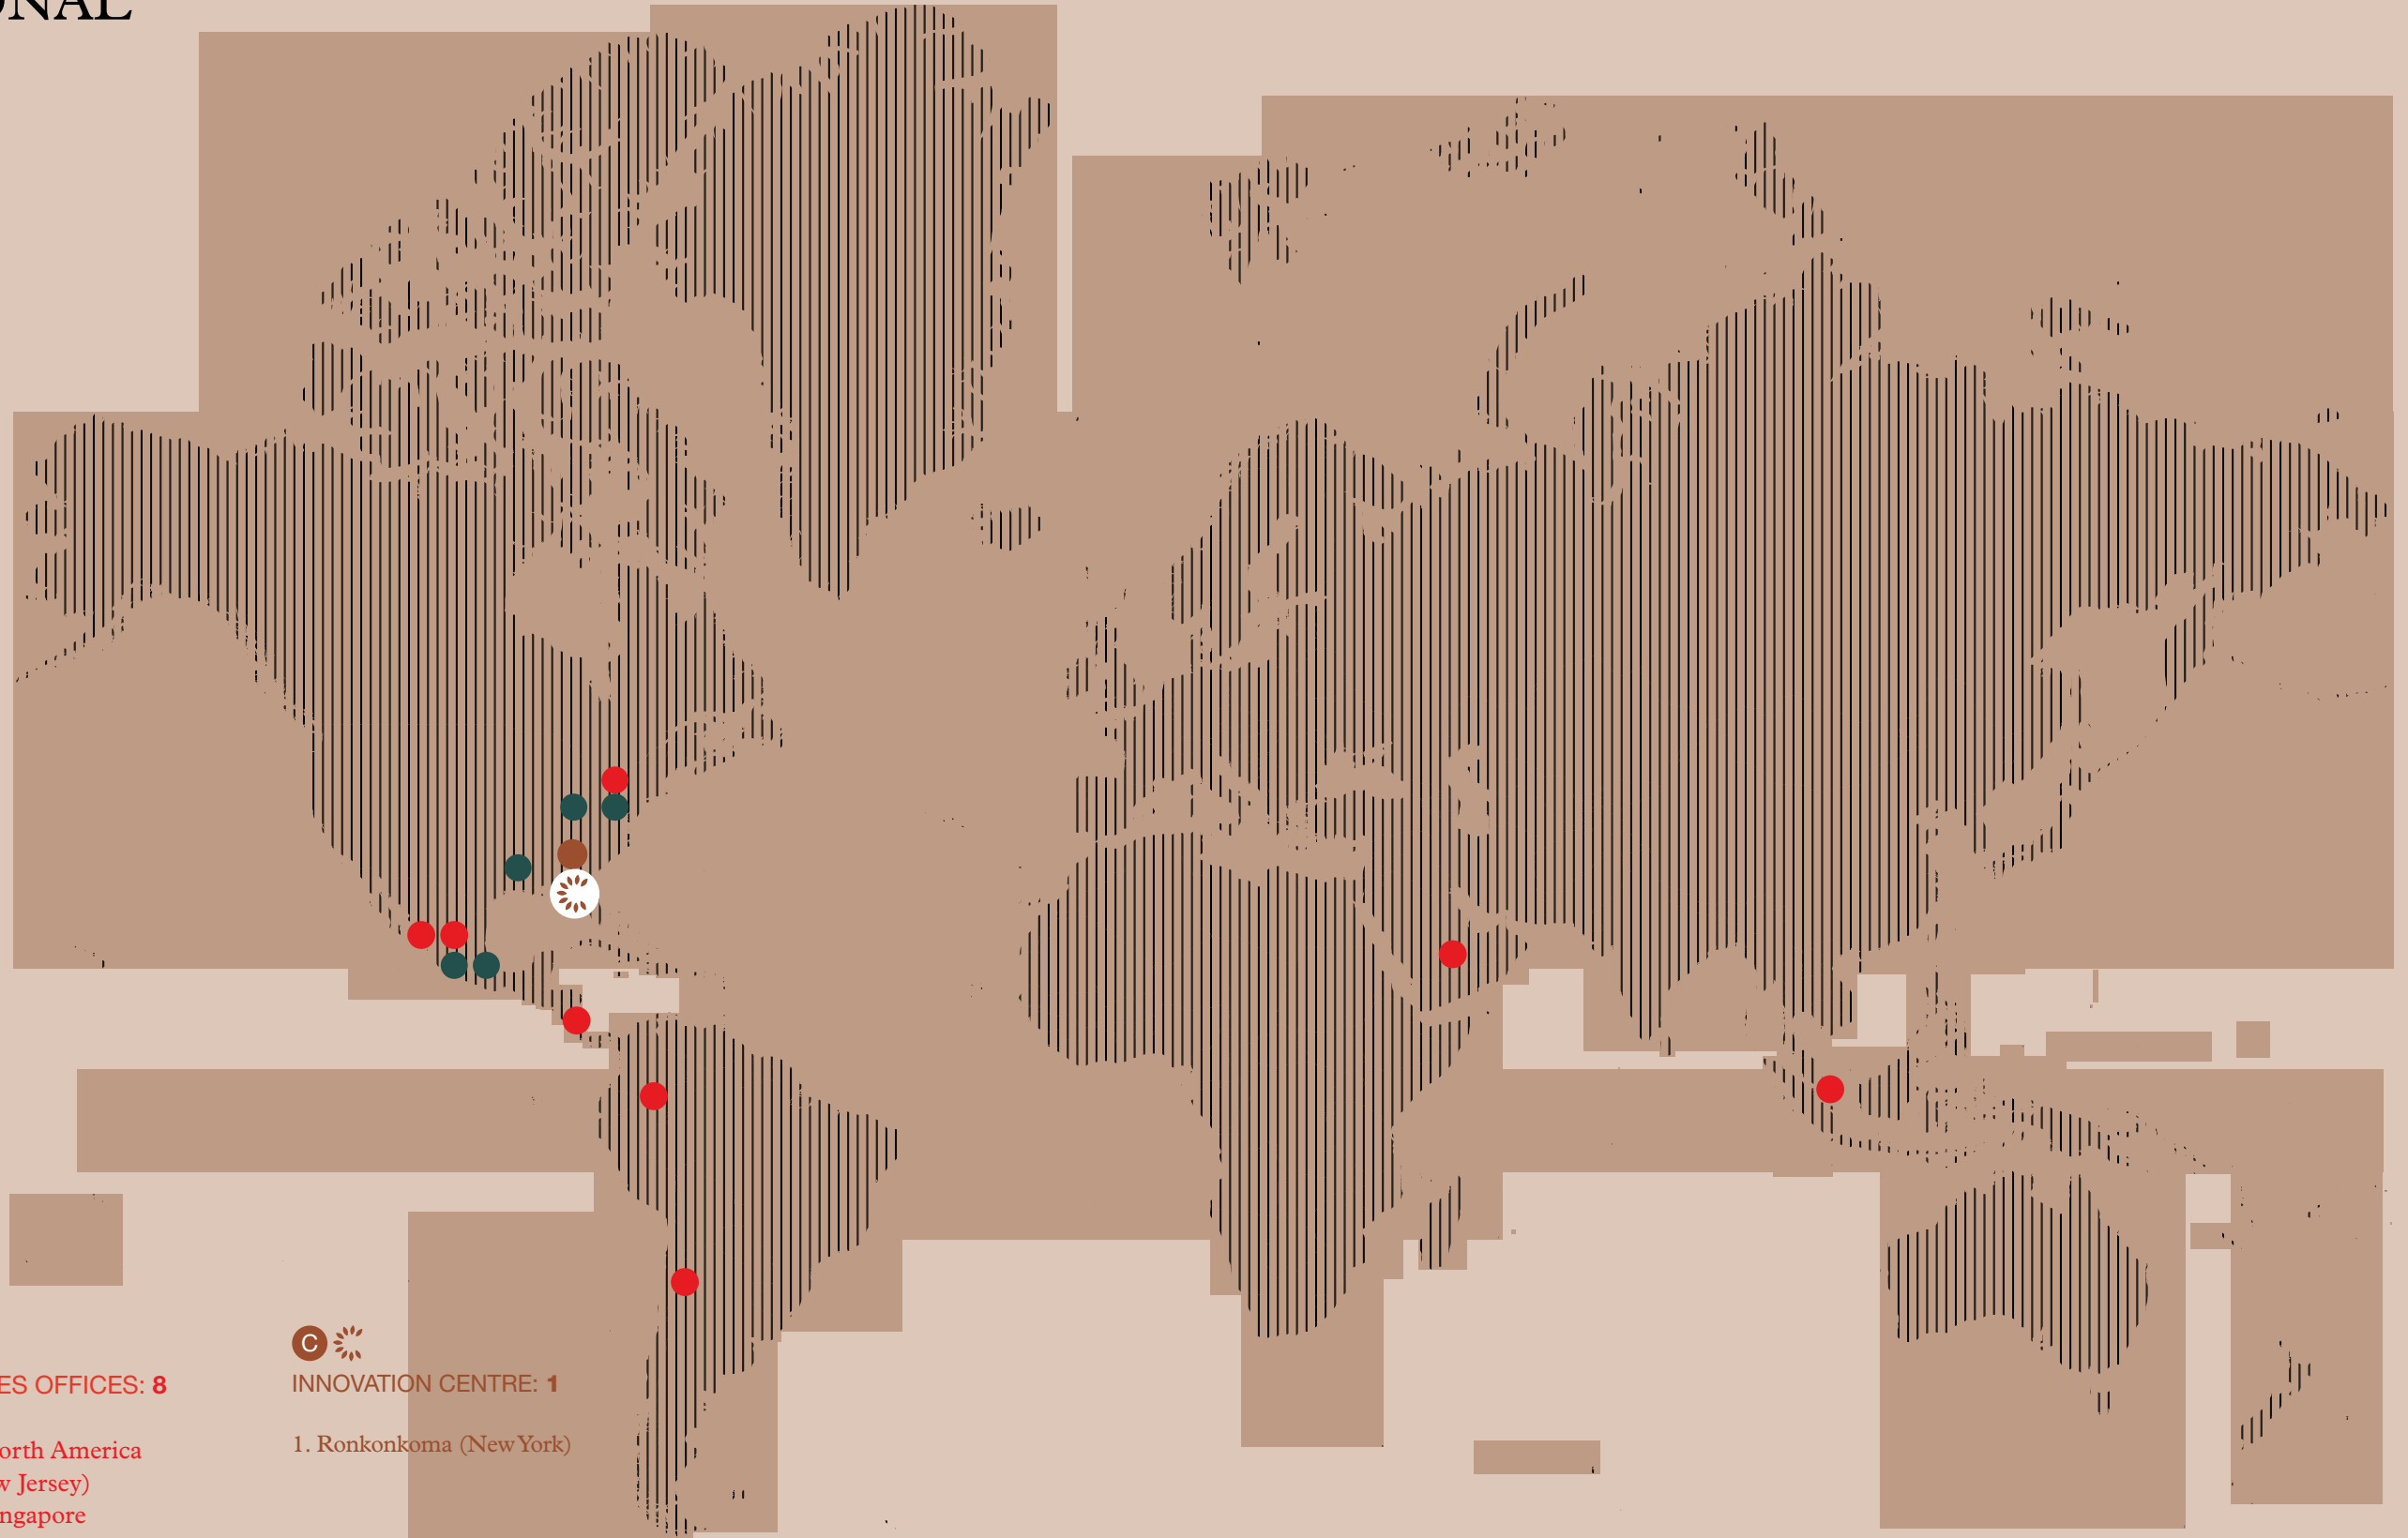 ONAL
C
ES OFFICES: 8
orth America
w Jersey)
ngapore
INNOVATION CENTRE: 1
1. Ronkonkoma (New York)